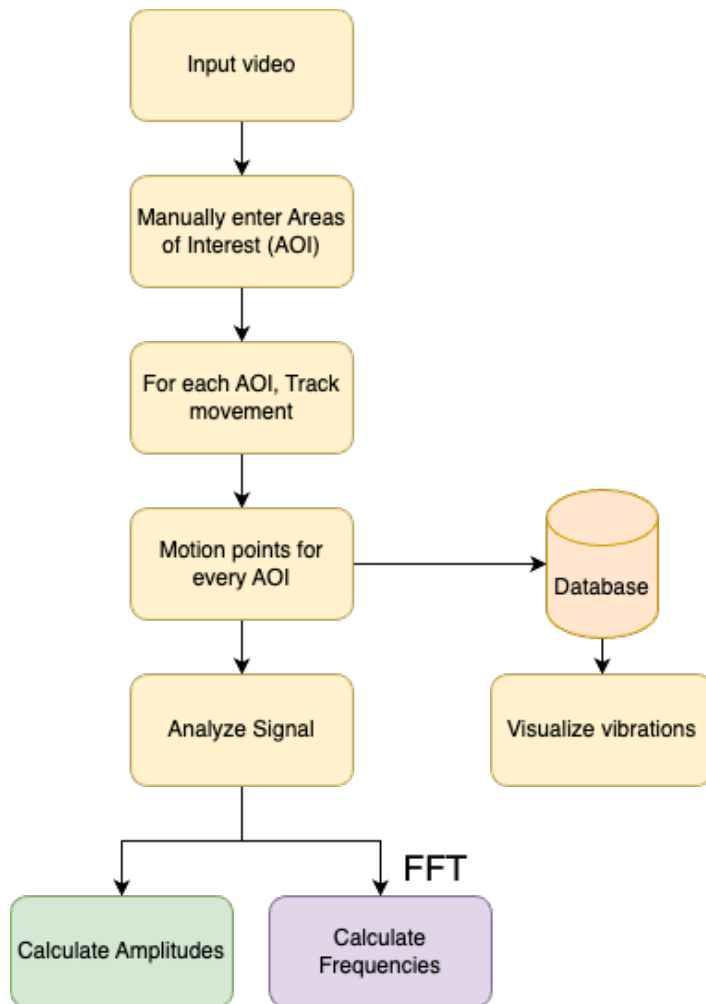 Input video
Manually enter Areas
of Interest (AOI)
For each AOI, Track
movement
Motion points for
every AOI
Database
Analyze Signal
Visualize vibrations
FFT
Calculate Amplitudes
Calculate
Frequencies